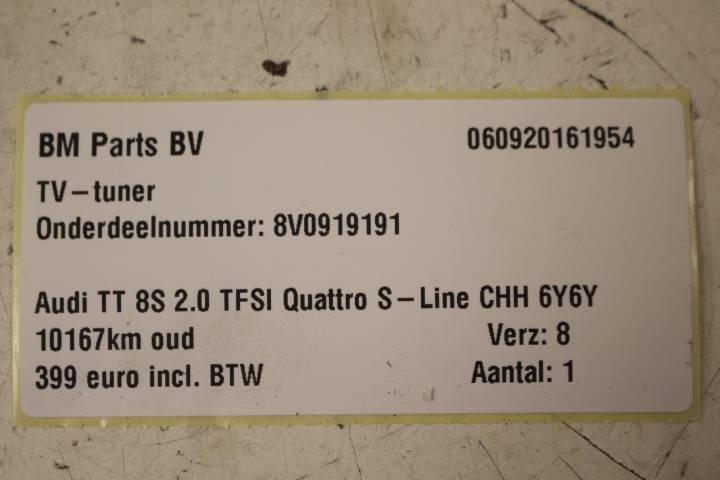 BM Parts BV 060920161954
TV-tuner
Onderdeelnummer: 8V0919191
Audi TT 8S 2.0 TFSI Quattro S-Line CHH 6Y6Y
10167km oud Verz: 8
399 euro incl. BTW Aantal: 1